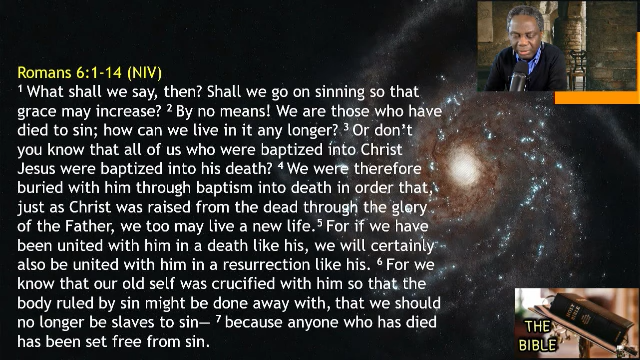 Romans 6:1-14 (NIV)
1 What shall we say, then? Shall we go on sinning so that
grace may increase? 2 By no means! We are those who have
died to sin; how can we live in it any longer? 3 Or don't
you know that all of us who were baptized into Christ
Jesus were baptized into his death? 4 We were therefore
buried with him through baptism into death in order that,
just as Christ was raised from the dead through the glory
of the Father, we too may live a new life.5 For if we have
been united with him in a death like his, we will certainly
also be united with him in a resurrection like his. 6 For we
know that our old self was crucified with him so that the
body ruled by sin might be done away with, that we should
no longer be slaves to sin— 7 because anyone who has died
has been set free from sin.
THE
BIBLE
HOLY
BIBLE